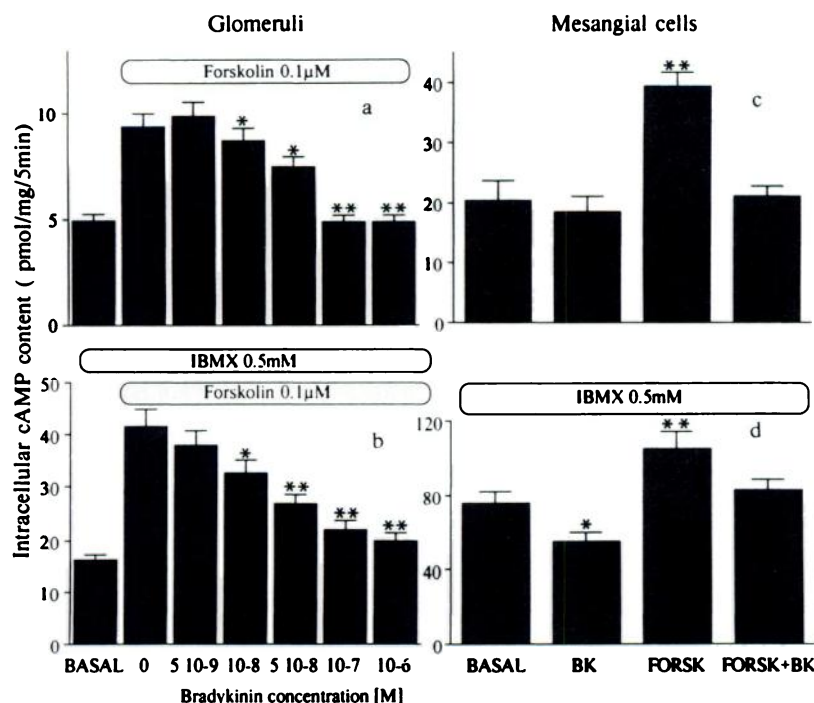 Glomeruli
Mesangial cells
Intracellular cAMP content ( pmol/mg/5min)
Forskolin 0.1µM
a
10
5
0
**
c
40
30
20
10
0
*
*
**
**
IBMX 0.5mM
Forskolin 0.1µM
b
50
40
30
20
10
0
*
**
**
**
BASAL 0 5 10-9 10-8 5 10-8 10-7 10-6
Bradykinin concentration [M]
IBMX 0.5mM
d
120
80
40
0
*
**
BASAL BK FORSK FORSK+BK